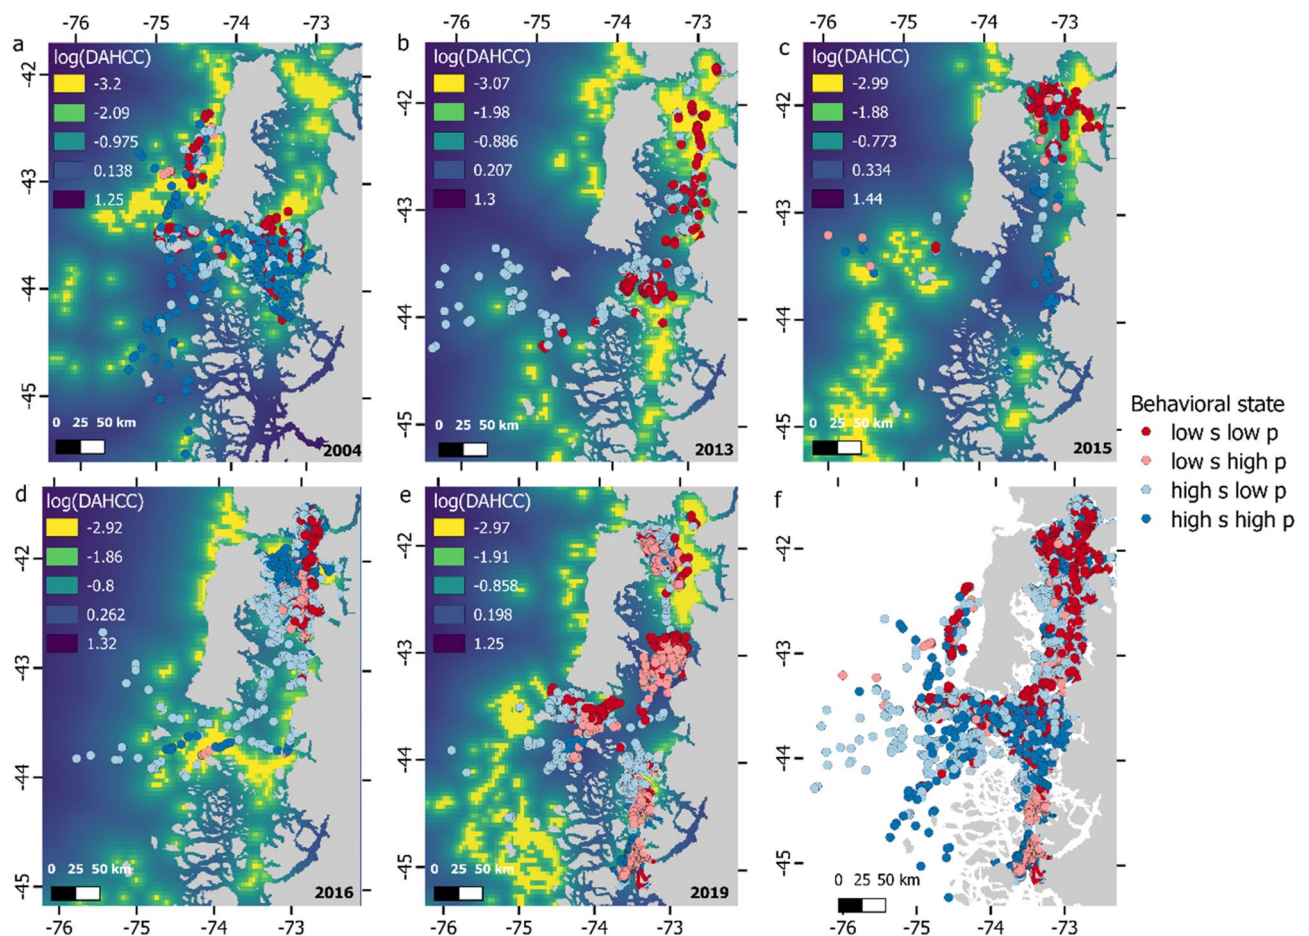 -76 -75 -74 -73
-76 -75 -74 -73
-76 -75 -74 -73
a
log(DAHCC)
-3.2
-2.09
-0.975
0.138
1.25
-42
-43
-44
-45
0 25 50 km
2004
b
log(DAHCC)
-3.07
-1.98
-0.886
0.207
1.3
-42
-43
-44
-45
0 25 50 km
2013
c
log(DAHCC)
-2.99
-1.88
-0.773
0.334
1.44
-42
-43
-44
-45
0 25 50 km
2015
Behavioral state
low s low p
low s high p
high s low p
high s high p
d
log(DAHCC)
-2.92
-1.86
-0.8
0.262
1.32
-42
-43
-44
-45
0 25 50 km
2016
e
log(DAHCC)
-2.97
-1.91
-0.858
0.198
1.25
-42
-43
-44
-45
0 25 50 km
2019
f
-42
-43
-44
-45
0 25 50 km
-76 -75 -74 -73
-76 -75 -74 -73
-76 -75 -74 -73